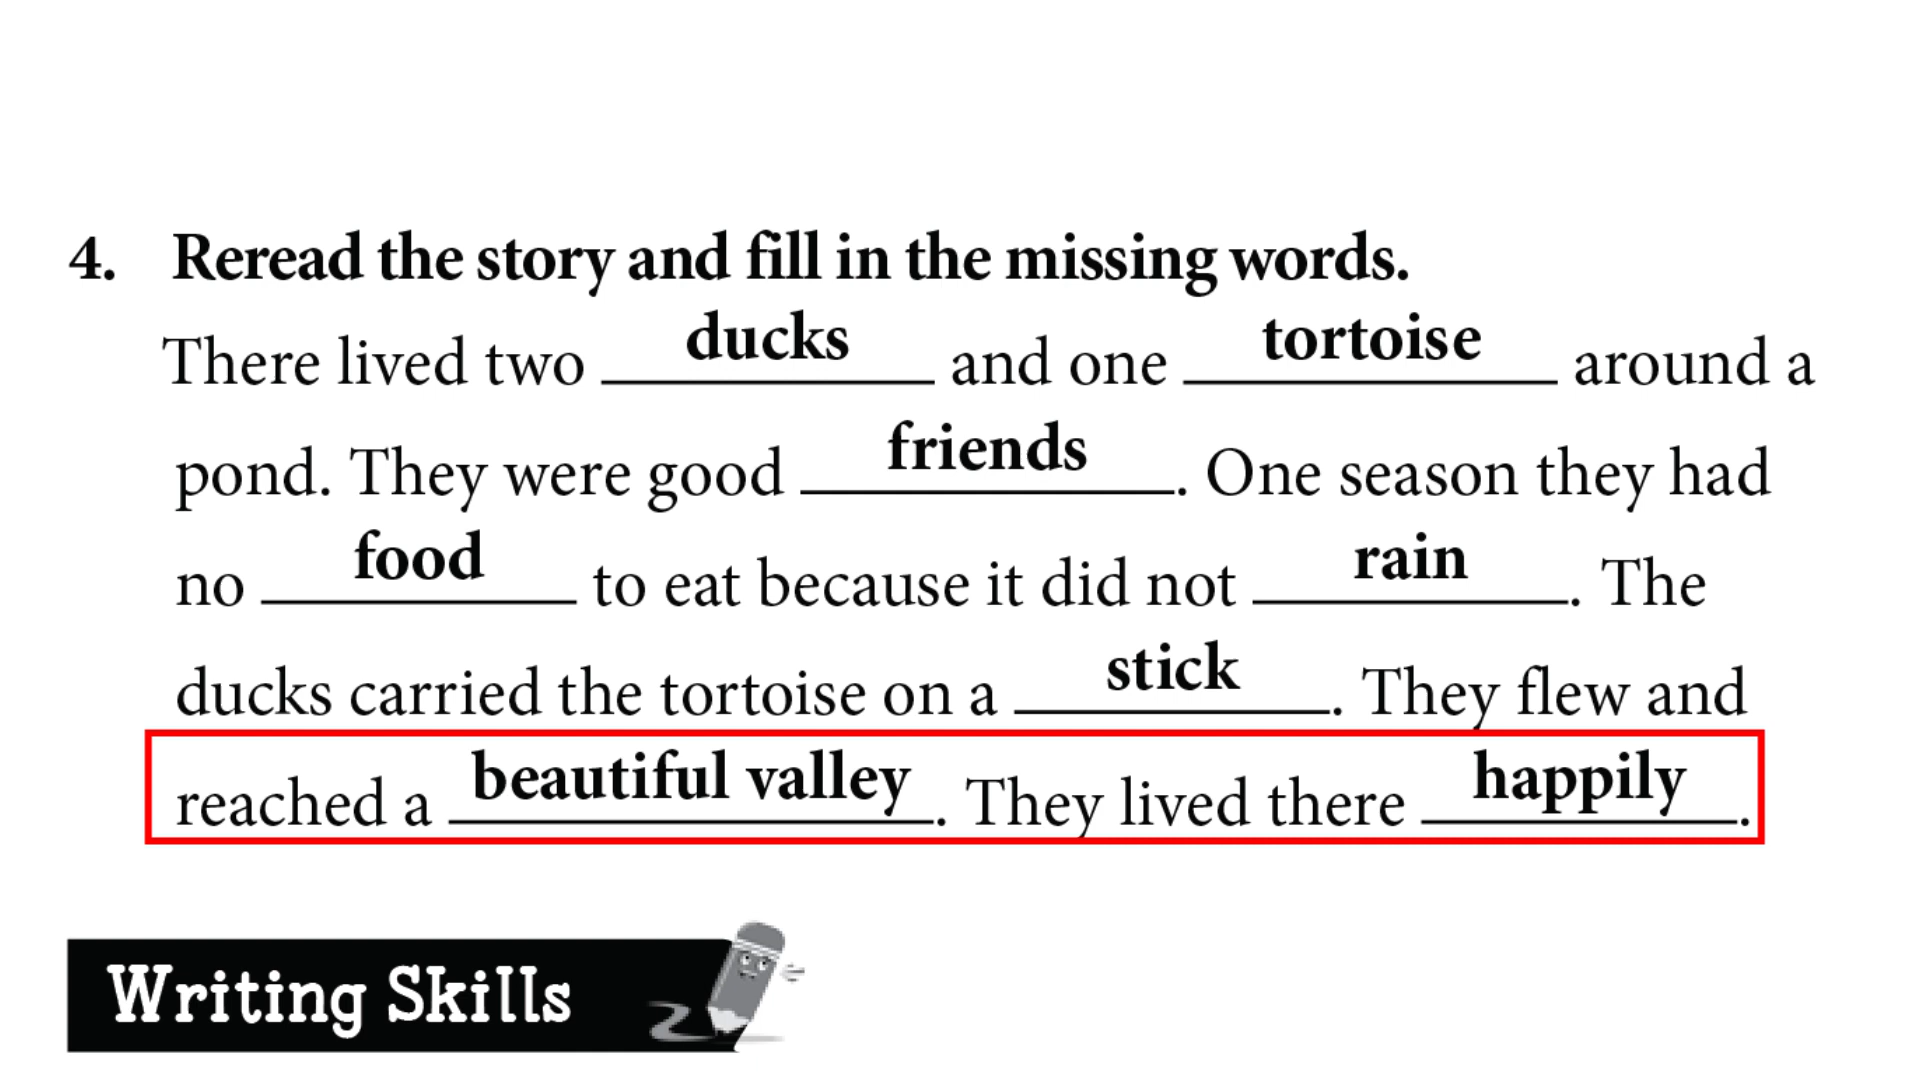 4. Reread the story and fill in the missing words.
There lived two ducks and one tortoise around a
pond. They were good friends. One season they had
no food to eat because it did not rain. The
ducks carried the tortoise on a stick. They flew and
reached a beautiful valley. They lived there happily.
Writing Skills